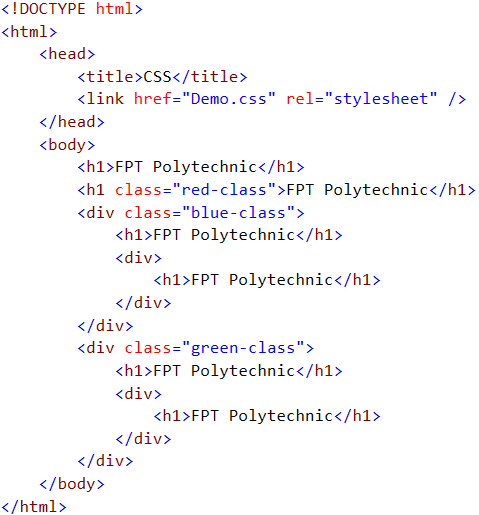 <!DOCTYPE html>
<html>
    <head>
        <title>CSS</title>
        <link href="Demo.css" rel="stylesheet" />
    </head>
    <body>
        <h1>FPT Polytechnic</h1>
        <h1 class="red-class">FPT Polytechnic</h1>
        <div class="blue-class">
            <h1>FPT Polytechnic</h1>
            <div>
                <h1>FPT Polytechnic</h1>
            </div>
        </div>
        <div class="green-class">
            <h1>FPT Polytechnic</h1>
            <div>
                <h1>FPT Polytechnic</h1>
            </div>
        </div>
    </body>
</html>